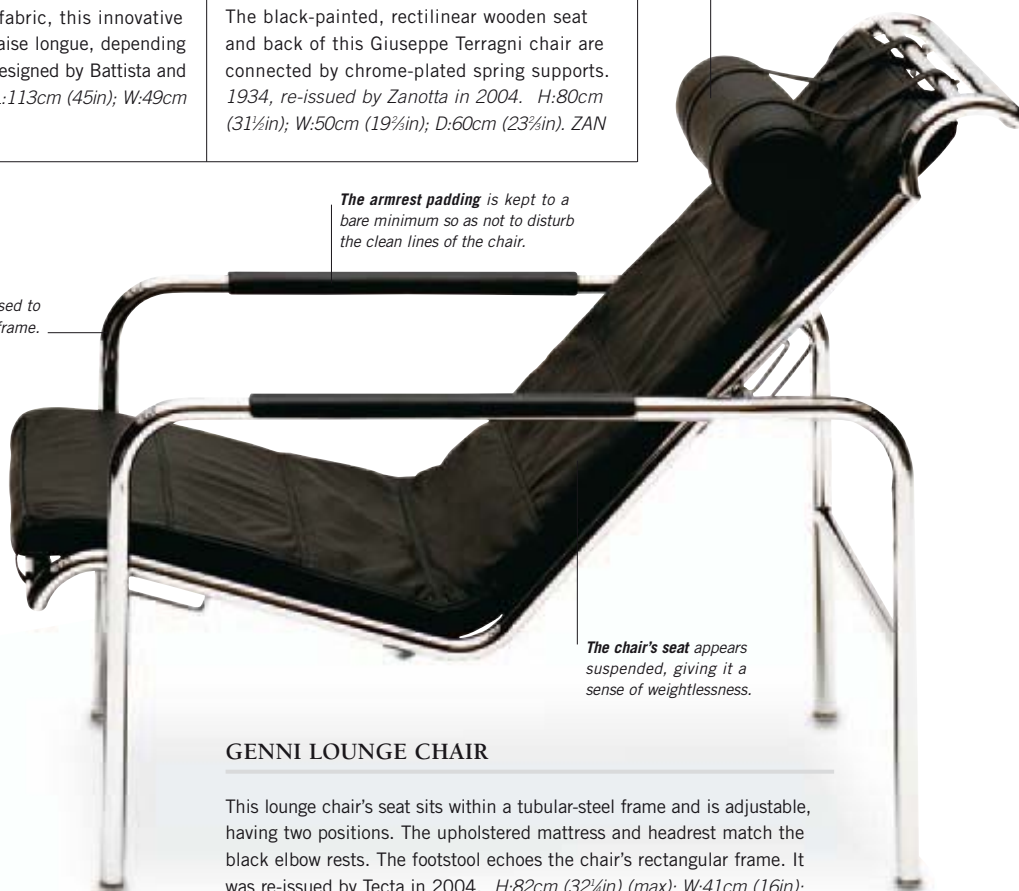 fabric, this innovative
aise longue, depending
esigned by Battista and
:113cm (45in); W:49cm
The black-painted, rectilinear wooden seat
and back of this Giuseppe Terragni chair are
connected by chrome-plated spring supports.
1934, re-issued by Zanotta in 2004. H:80cm
(31½in); W:50cm (19⅔in); D:60cm (23⅔in). ZAN
The armrest padding is kept to a
bare minimum so as not to disturb
the clean lines of the chair.
sed to
frame.
The chair's seat appears
suspended, giving it a
sense of weightlessness.
GENNI LOUNGE CHAIR
This lounge chair's seat sits within a tubular-steel frame and is adjustable,
having two positions. The upholstered mattress and headrest match the
black elbow rests. The footstool echoes the chair's rectangular frame. It
was re-issued by Tecta in 2004. H:82cm (32¼in) (max); W:41cm (16in);